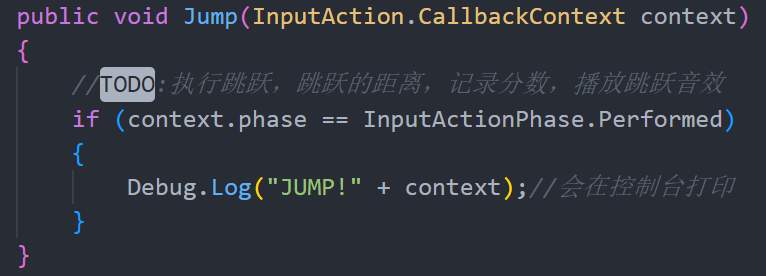 public void Jump(InputAction.CallbackContext context)
{
    //TODO:执行跳跃，跳跃的距离，记录分数，播放跳跃音效
    if (context.phase == InputActionPhase.Performed)
    {
        Debug.Log("JUMP!" + context);//会在控制台打印
    }
}